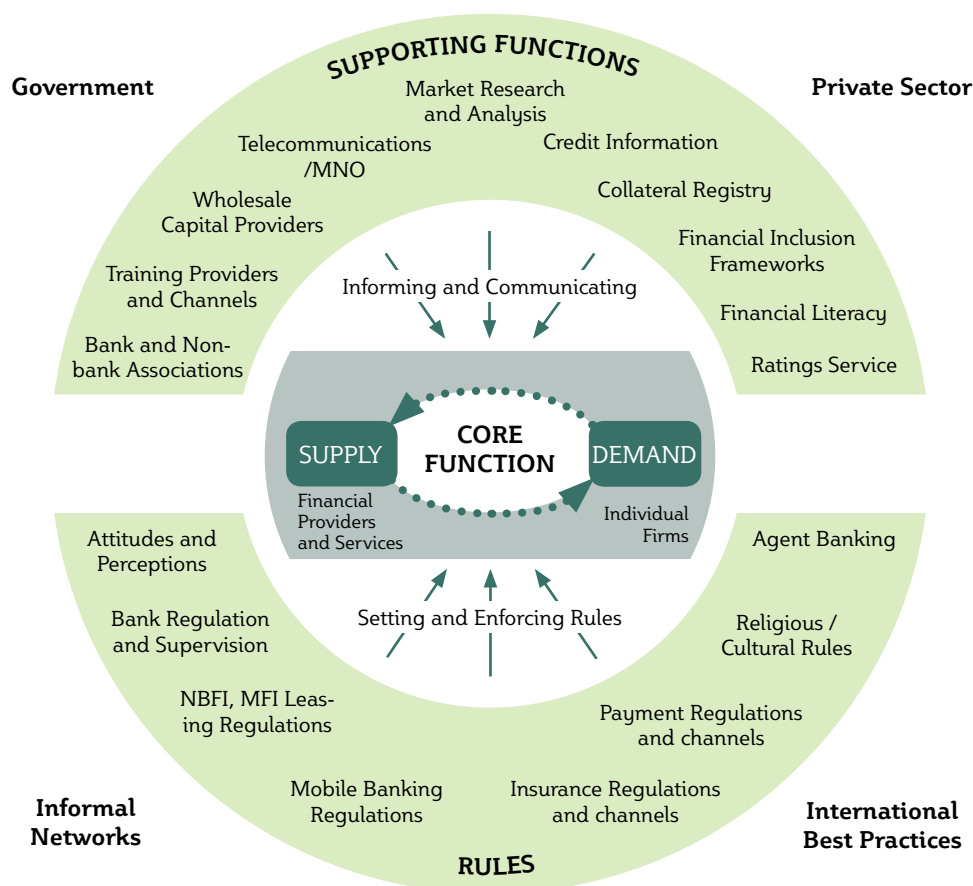 SUPPORTING FUNCTIONS
Government
Private Sector
Market Research
and Analysis
Telecommunications
/MNO
Credit Information
Wholesale
Capital Providers
Collateral Registry
Training Providers
and Channels
Financial Inclusion
Frameworks
Bank and Non-
bank Associations
Financial Literacy
Ratings Service
Informing and Communicating
SUPPLY
CORE
FUNCTION
DEMAND
Financial
Providers
and Services
Individual
Firms
Setting and Enforcing Rules
Attitudes and
Perceptions
Agent Banking
Bank Regulation
and Supervision
Religious /
Cultural Rules
NBFI, MFI Leas-
ing Regulations
Payment Regulations
and channels
Mobile Banking
Regulations
Insurance Regulations
and channels
Informal
Networks
International
Best Practices
RULES